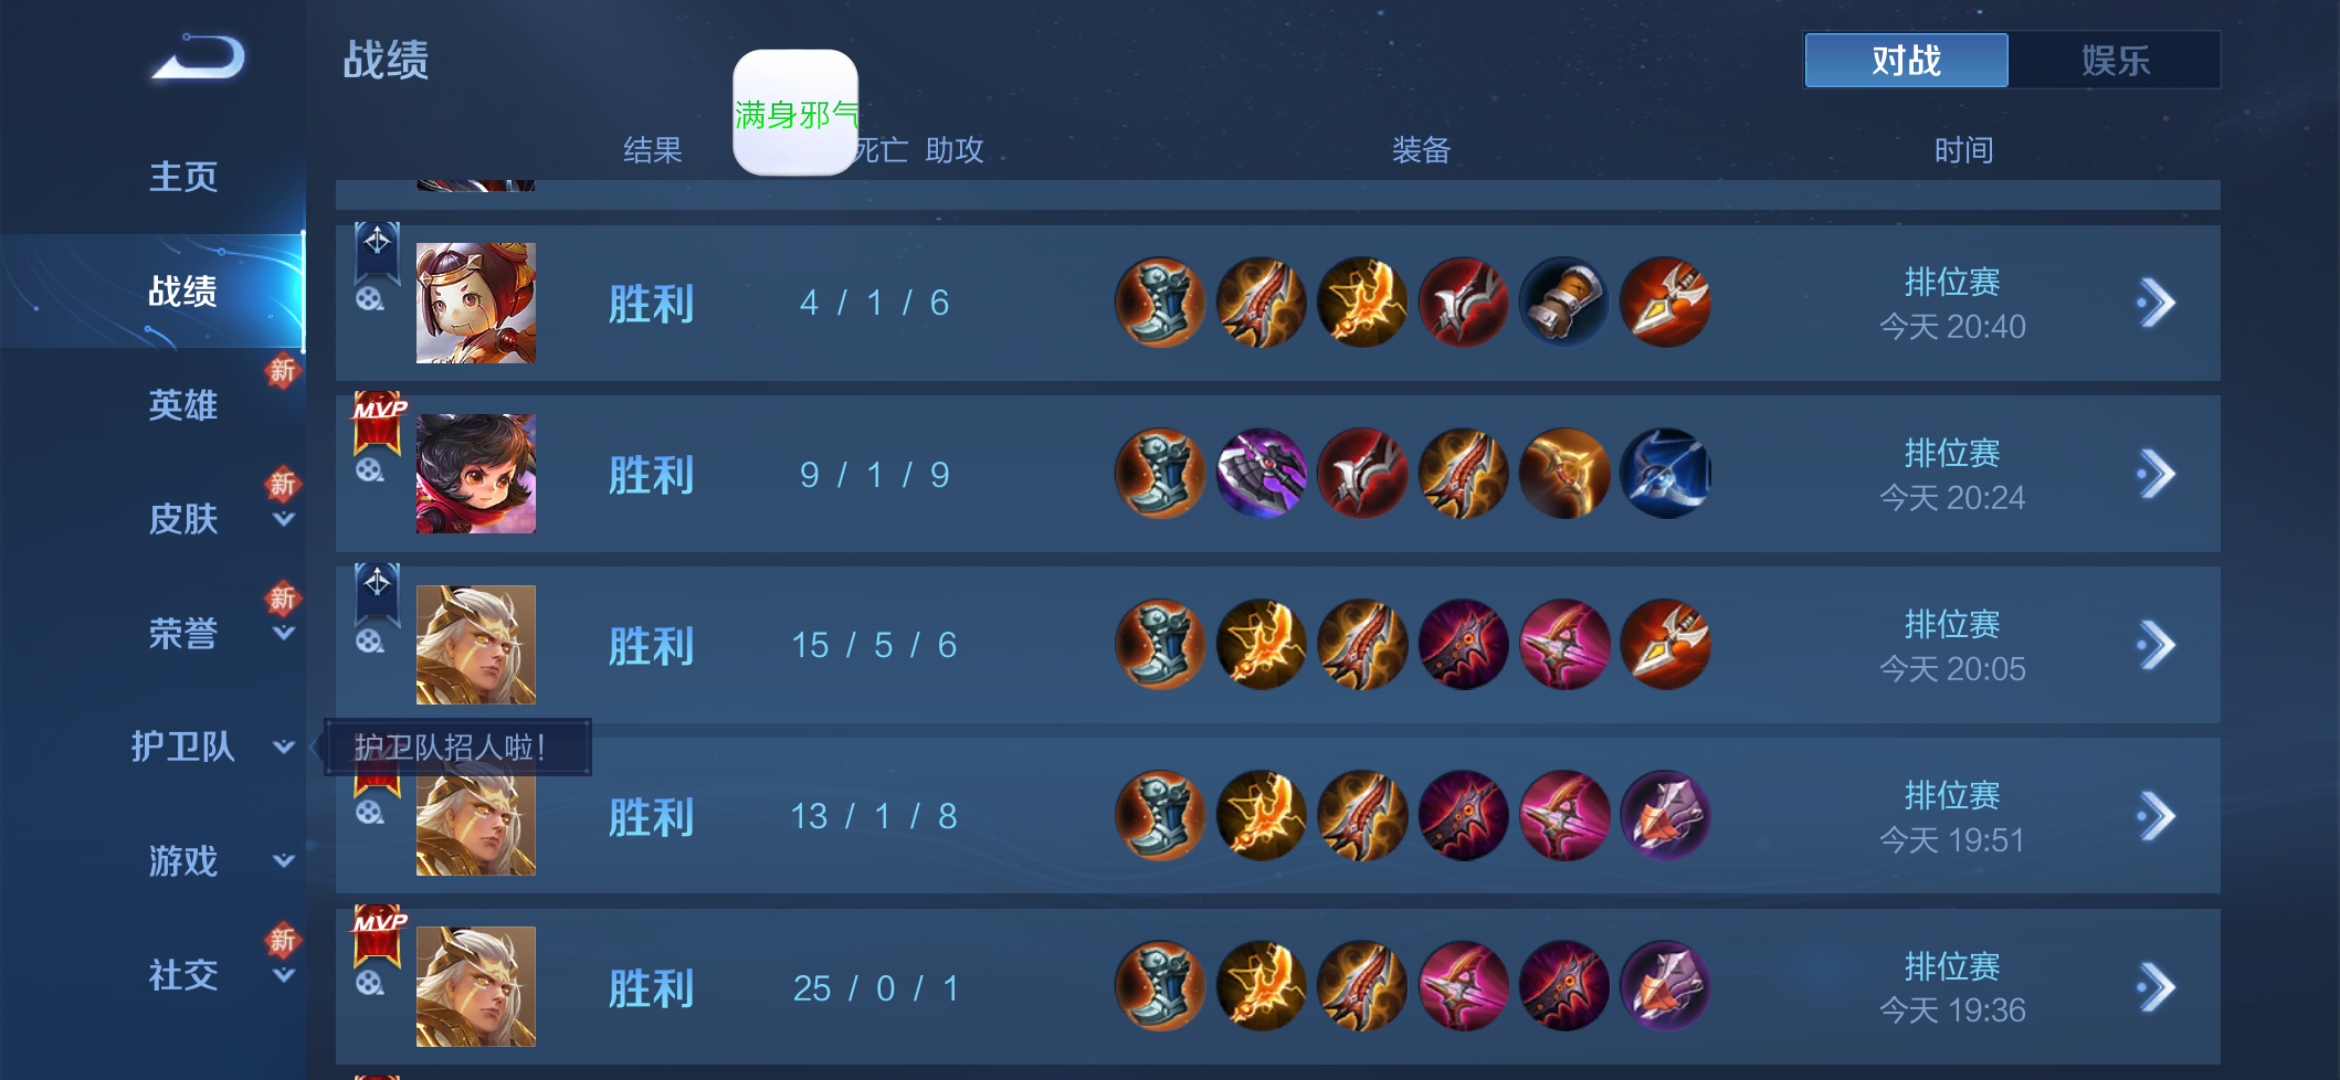 战绩
对战
娱乐
满身邪气
结果
死亡
助攻
装备
时间
主页
战绩
新
英雄
新
皮肤
新
荣誉
护卫队
护卫队招人啦！
游戏
新
社交
胜利
4 / 1 / 6
排位赛
今天 20:40
MVP
胜利
9 / 1 / 9
排位赛
今天 20:24
胜利
15 / 5 / 6
排位赛
今天 20:05
胜利
13 / 1 / 8
排位赛
今天 19:51
MVP
胜利
25 / 0 / 1
排位赛
今天 19:36